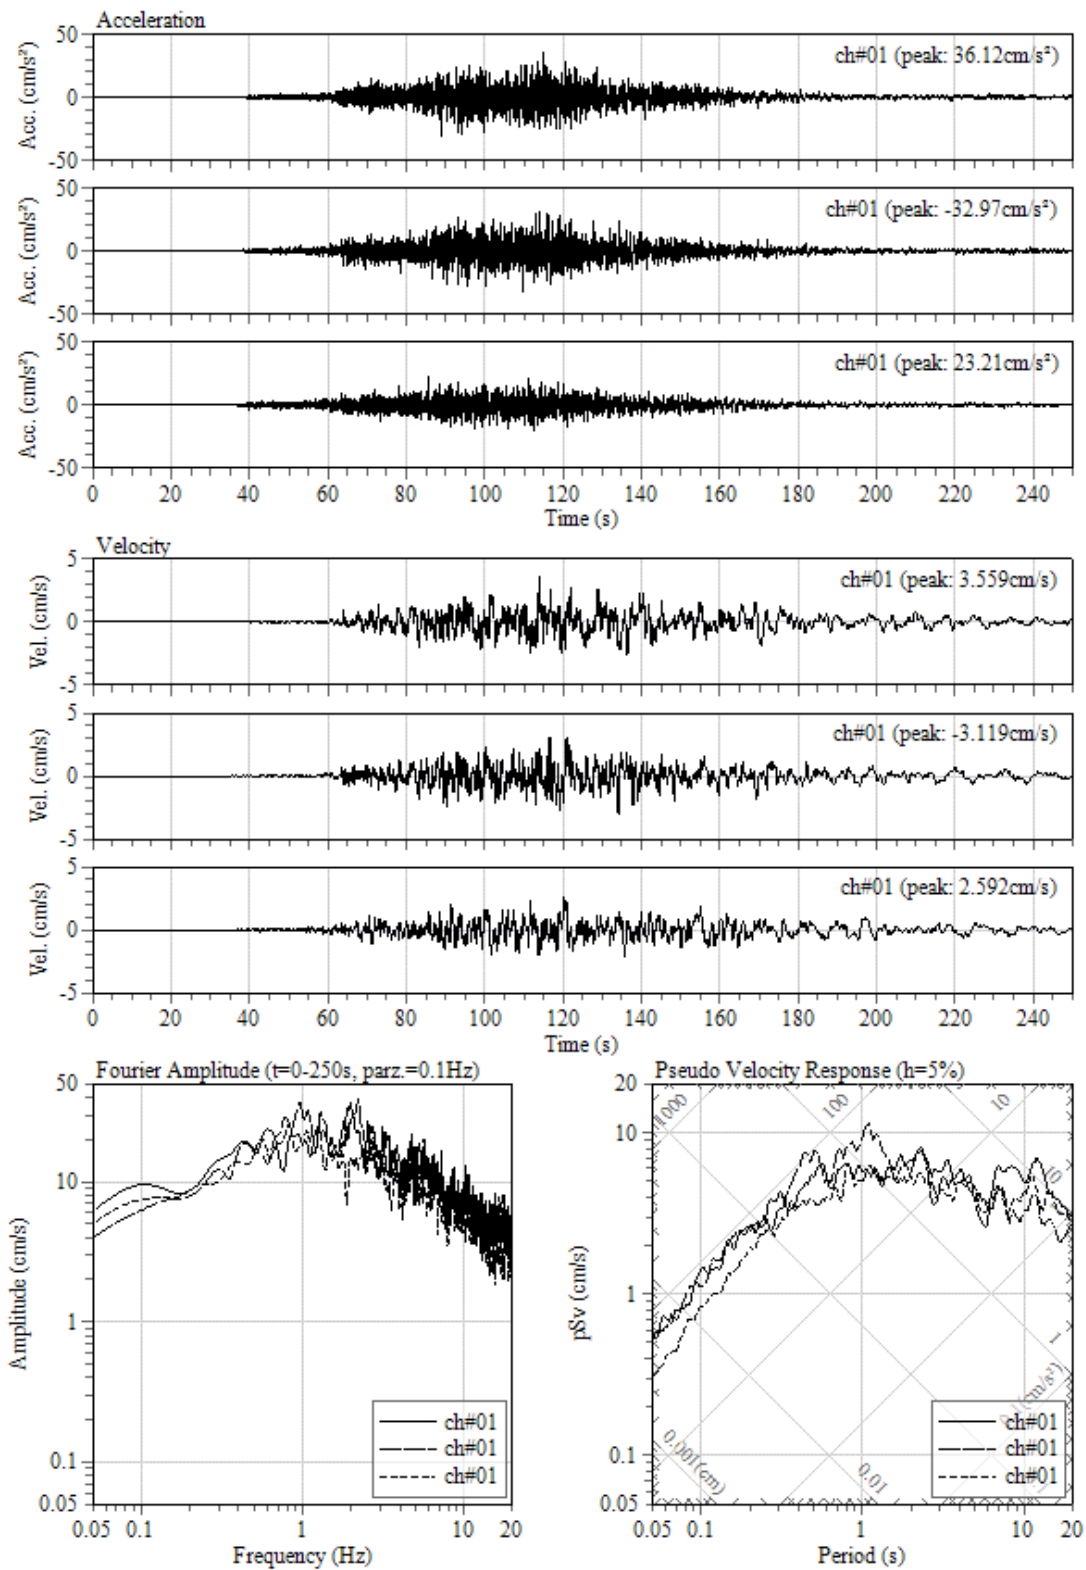 Acceleration
50
0
-50
Acc. (cm/s²)
ch#01 (peak: 36.12cm/s²)
50
0
-50
Acc. (cm/s²)
ch#01 (peak: -32.97cm/s²)
50
0
-50
Acc. (cm/s²)
ch#01 (peak: 23.21cm/s²)
0 20 40 60 80 100 120 140 160 180 200 220 240
Time (s)
Velocity
5
0
-5
Vel. (cm/s)
ch#01 (peak: 3.559cm/s)
5
0
-5
Vel. (cm/s)
ch#01 (peak: -3.119cm/s)
5
0
-5
Vel. (cm/s)
ch#01 (peak: 2.592cm/s)
0 20 40 60 80 100 120 140 160 180 200 220 240
Time (s)
Fourier Amplitude (t=0-250s, parz.=0.1Hz)
50
10
1
0.1
0.05
Amplitude (cm/s)
ch#01
ch#01
ch#01
0.05 0.1 1 10 20
Frequency (Hz)
Pseudo Velocity Response (h=5%)
20
10
1
0.1
0.05
pSv (cm/s)
1000
100
10
10
1
0.1(cm/s²)
0.001(cm)
0.01
ch#01
ch#01
ch#01
0.05 0.1 1 10 20
Period (s)